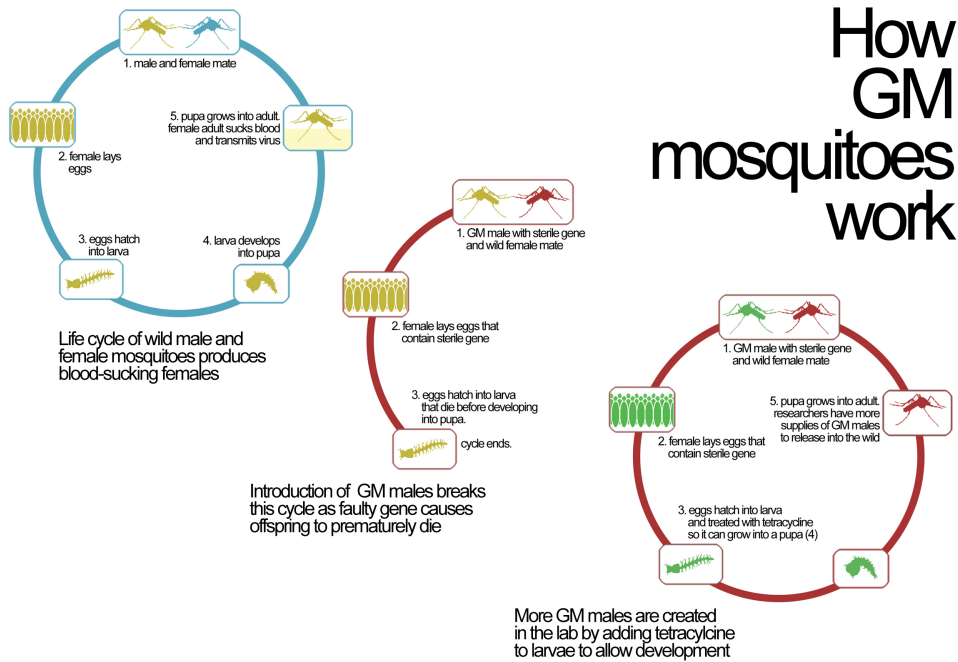 How
GM
mosquitoes
work
1. male and female mate
5. pupa grows into adult.
female adult sucks blood
and transmits virus
2. female lays
eggs
3. eggs hatch
into larva
4. larva develops
into pupa
Life cycle of wild male and
female mosquitoes produces
blood-sucking females
1. GM male with sterile gene
and wild female mate
2. female lays eggs that
contain sterile gene
3. eggs hatch into larva
that die before developing
into pupa.
cycle ends.
Introduction of GM males breaks
this cycle as faulty gene causes
offspring to prematurely die
1. GM male with sterile gene
and wild female mate
5. pupa grows into adult.
researchers have more
supplies of GM males
to release into the wild
2. female lays eggs that
contain sterile gene
3. eggs hatch into larva
and treated with tetracycline
so it can grow into a pupa (4)
More GM males are created
in the lab by adding tetracylcine
to larvae to allow development